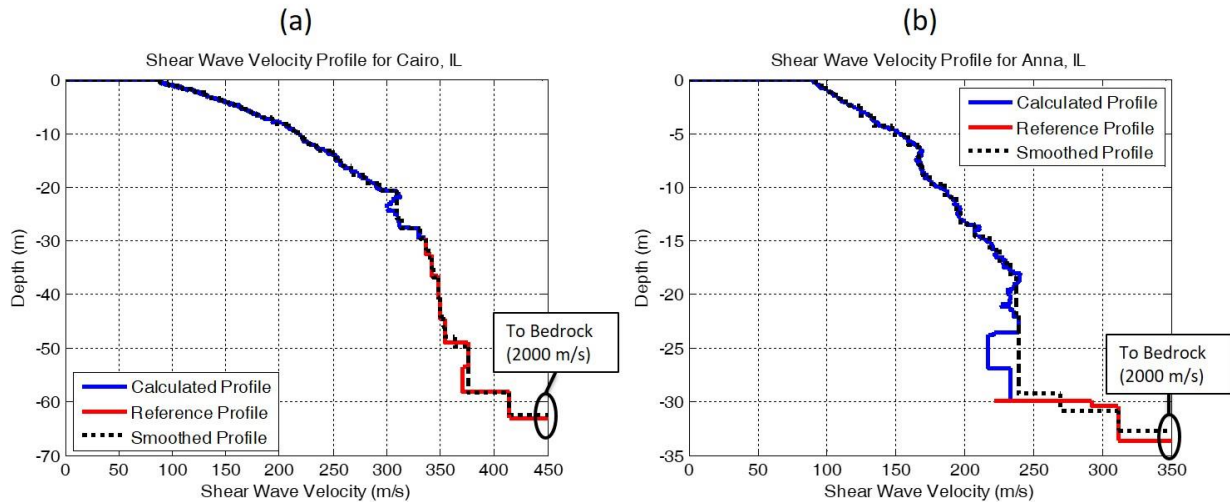 (a)
Shear Wave Velocity Profile for Cairo, IL
0
-10
-20
-30
-40
-50
-60
-70
Depth (m)
0 50 100 150 200 250 300 350 400 450
Shear Wave Velocity (m/s)
Calculated Profile
Reference Profile
Smoothed Profile
To Bedrock
(2000 m/s)
(b)
Shear Wave Velocity Profile for Anna, IL
0
-5
-10
-15
-20
-25
-30
-35
Depth (m)
0 50 100 150 200 250 300 350
Shear Wave Velocity (m/s)
Calculated Profile
Reference Profile
Smoothed Profile
To Bedrock
(2000 m/s)